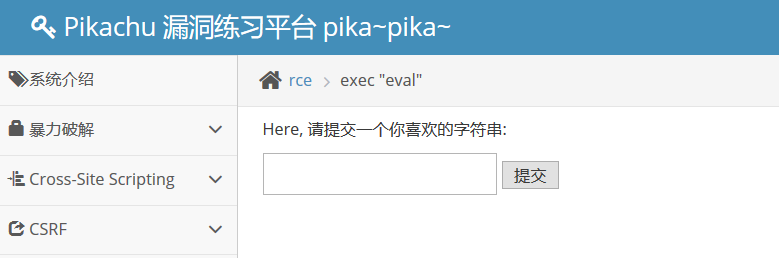 Pikachu 漏洞练习平台 pika~pika~
系统介绍
rce > exec "eval"
暴力破解
Here, 请提交一个你喜欢的字符串:
Cross-Site Scripting
提交
CSRF